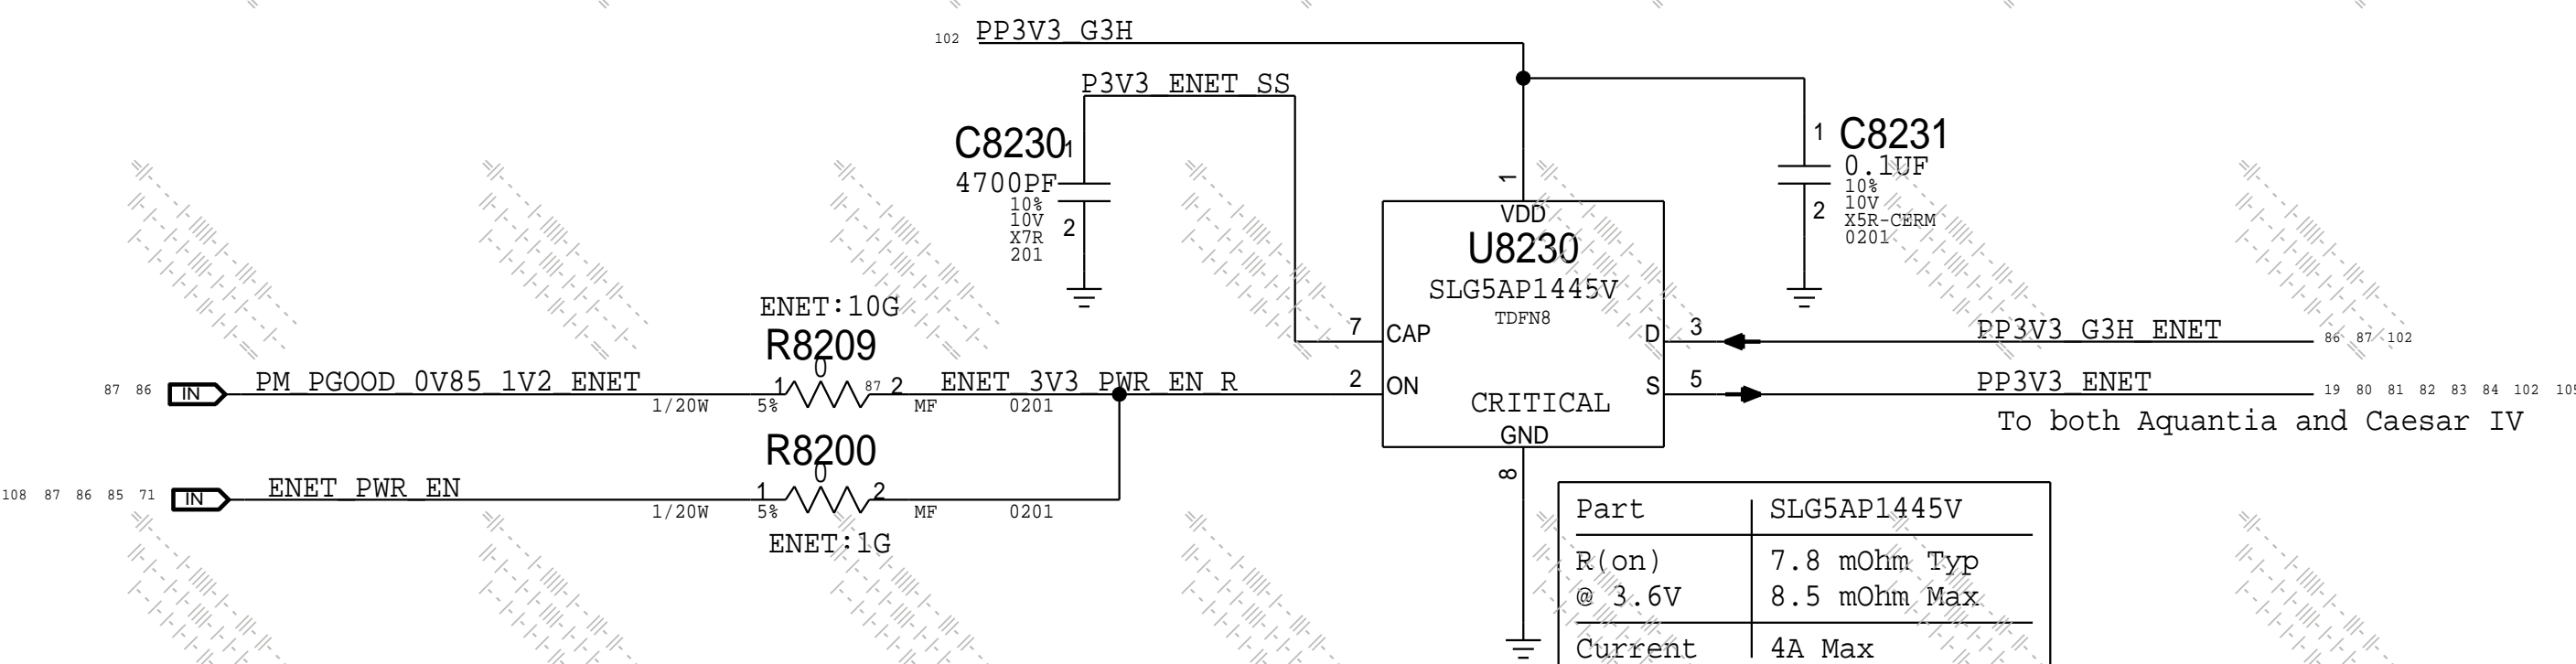 102 PP3V3_G3H
P3V3_ENET_SS
C8230
1
4700PF
10%
10V
X7R
201
2
1
C8231
0.1UF
10%
10V
X5R-CERM
0201
2
1
VDD
U8230
SLG5AP1445V
TDFN8
7 CAP
D 3
PP3V3_G3H_ENET
86 87 102
2 ON
S 5
PP3V3_ENET
19 80 81 82 83 84 102 105
CRITICAL
GND
8
To both Aquantia and Caesar IV
ENET:10G
R8209
0
87 86 IN PM_PGOOD_0V85_1V2_ENET 1 87 2 ENET_3V3_PWR_EN_R
1/20W 5% MF 0201
R8200
0
108 87 86 85 71 IN ENET_PWR_EN 1 2
1/20W 5% MF 0201
ENET:1G
Part SLG5AP1445V
R(on) 7.8 mOhm Typ
@ 3.6V 8.5 mOhm Max
Current 4A Max